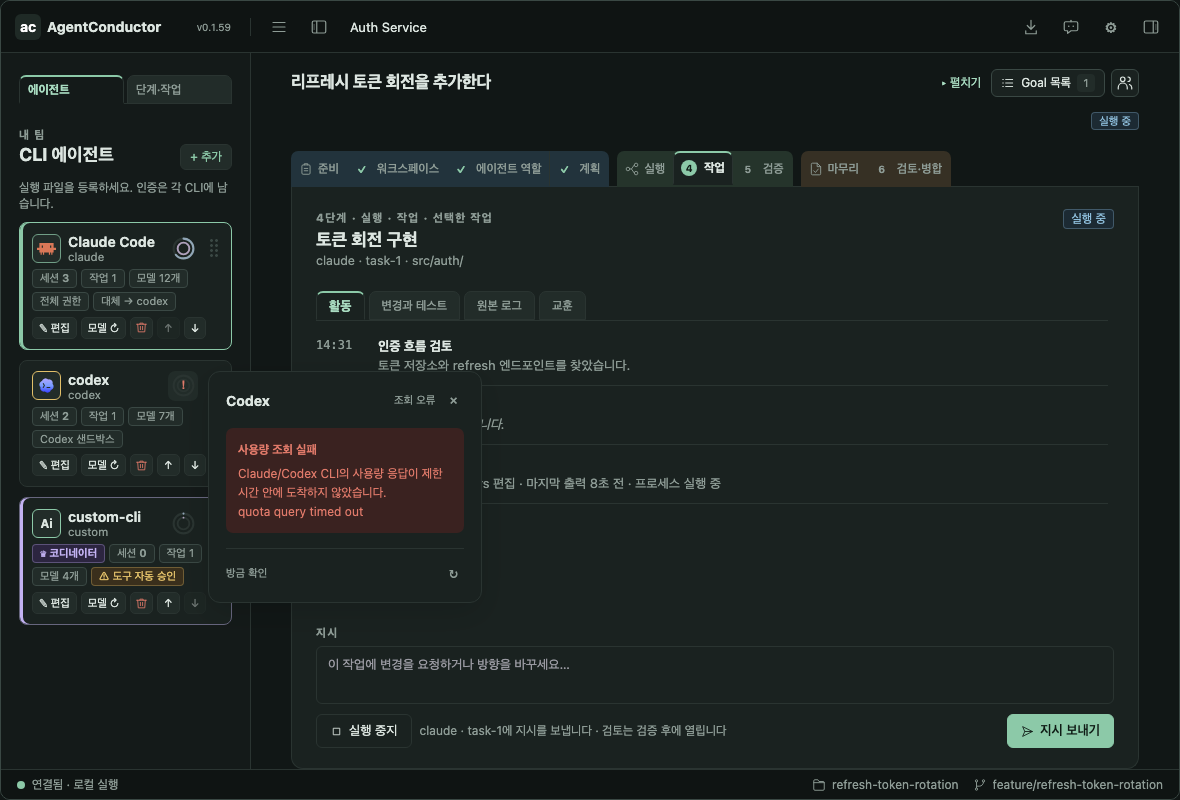 ac AgentConductor v0.1.59 Auth Service
에이전트 단계·작업
내 팀
CLI 에이전트 + 추가
실행 파일을 등록하세요. 인증은 각 CLI에 남
습니다.
Claude Code
claude
세션 3 작업 1 모델 12개
전체 권한 대체 → codex
✎ 편집 모델 ↻ ↑ ↓
codex
codex
!
세션 2 작업 1 모델 7개
Codex 샌드박스
✎ 편집 모델 ↻ ↑ ↓
Ai custom-cli
custom
♛ 코디네이터 세션 0 작업 1
모델 4개 ⚠ 도구 자동 승인
✎ 편집 모델 ↻ ↑ ↓
리프레시 토큰 회전을 추가한다
▸ 펼치기 Goal 목록 1
실행 중
준비 ✓ 워크스페이스 ✓ 에이전트 역할 ✓ 계획 실행 4 작업 5 검증 마무리 6 검토·병합
4단계 · 실행 · 작업 · 선택한 작업
실행 중
토큰 회전 구현
claude · task-1 · src/auth/
활동 변경과 테스트 원본 로그 교훈
14:31 인증 흐름 검토
토큰 저장소와 refresh 엔드포인트를 찾았습니다.
니다.
rs 편집 · 마지막 출력 8초 전 · 프로세스 실행 중
Codex 조회 오류 ×
사용량 조회 실패
Claude/Codex CLI의 사용량 응답이 제한
시간 안에 도착하지 않았습니다.
quota query timed out
방금 확인 ↻
지시
이 작업에 변경을 요청하거나 방향을 바꾸세요...
실행 중지 claude · task-1에 지시를 보냅니다 · 검토는 검증 후에 열립니다 지시 보내기
연결됨 · 로컬 실행 refresh-token-rotation feature/refresh-token-rotation